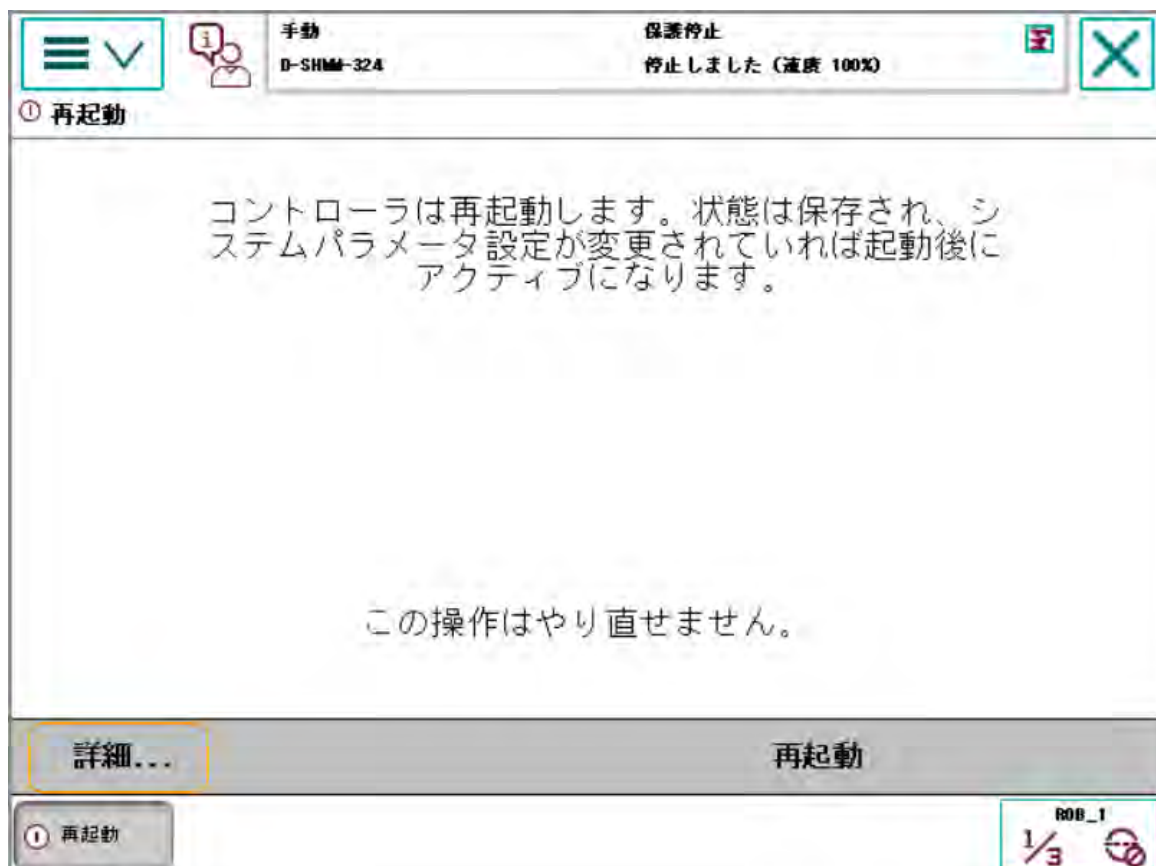 手動
D-SHMW-324
保護停止
停止しました (速度 100%)
再起動
コントローラは再起動します。状態は保存され、シ
ステムパラメータ設定が変更されていれば起動後に
アクティブになります。
この操作はやり直せません。
詳細...
再起動
再起動
ROB_1
1/3